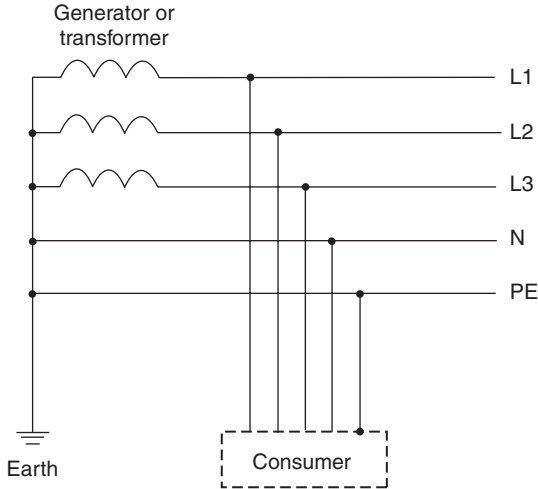 Generator or
transformer
L1
L2
L3
N
PE
Earth
Consumer